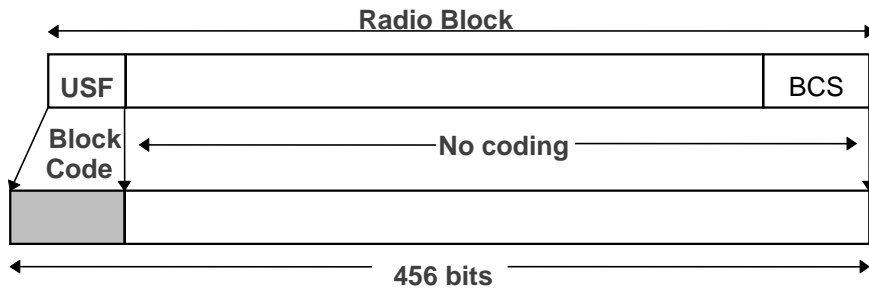 Radio Block
USF
BCS
Block
Code
No coding
456 bits